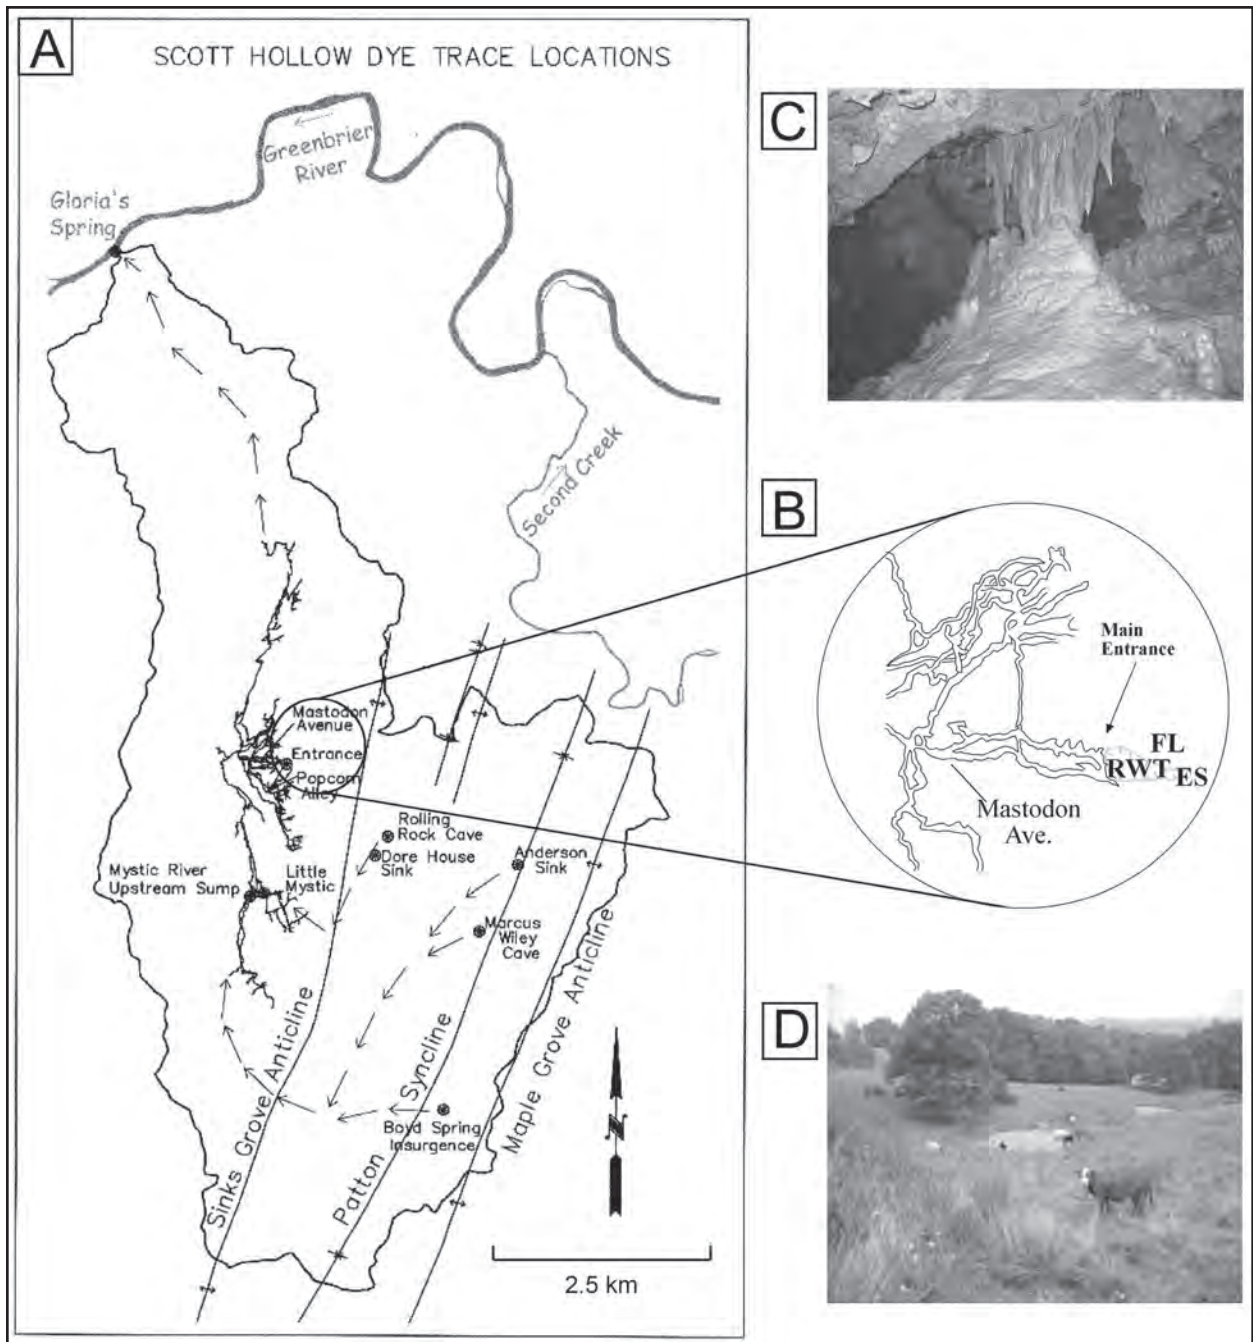 A
SCOTT HOLLOW DYE TRACE LOCATIONS
Greenbrier
River
Gloria's
Spring
Second Creek
Mastodon
Avenue
Entrance
Popcorn
Alley
Rolling
Rock Cave
Dore House
Sink
Anderson
Sink
Mystic River
Upstream Sump
Little
Mystic
Marcus
Wiley
Cave
Boyd Spring
Insurgence
Sinks Grove Anticline
Patton Syncline
Maple Grove Anticline
N
2.5 km
C
B
Main
Entrance
FL
RWT
ES
Mastodon
Ave.
D